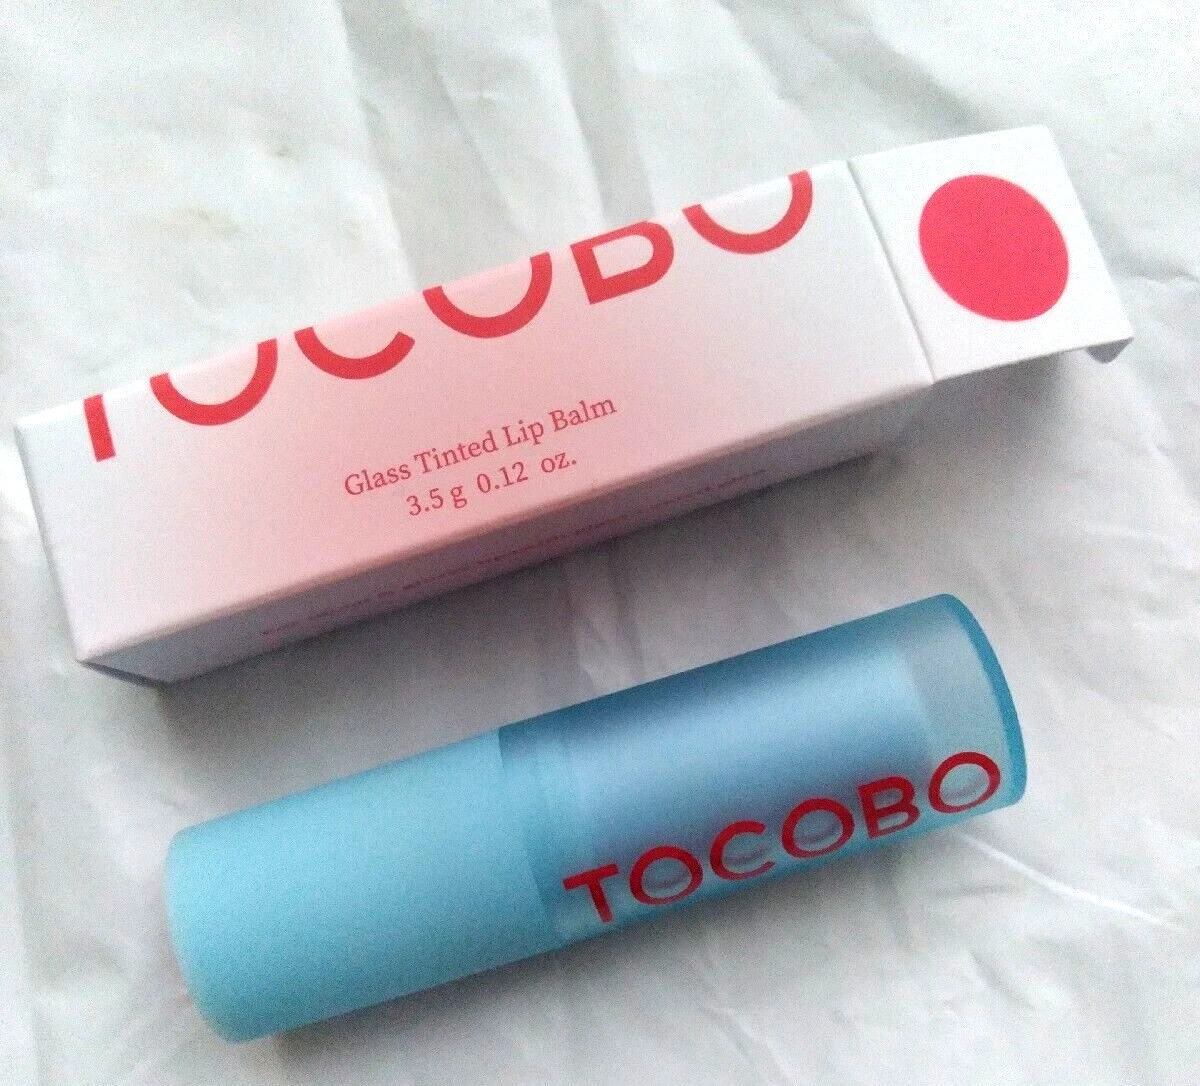 TOCOBO
Glass Tinted Lip Balm
3.5 g 0.12 oz.
TOCOBO